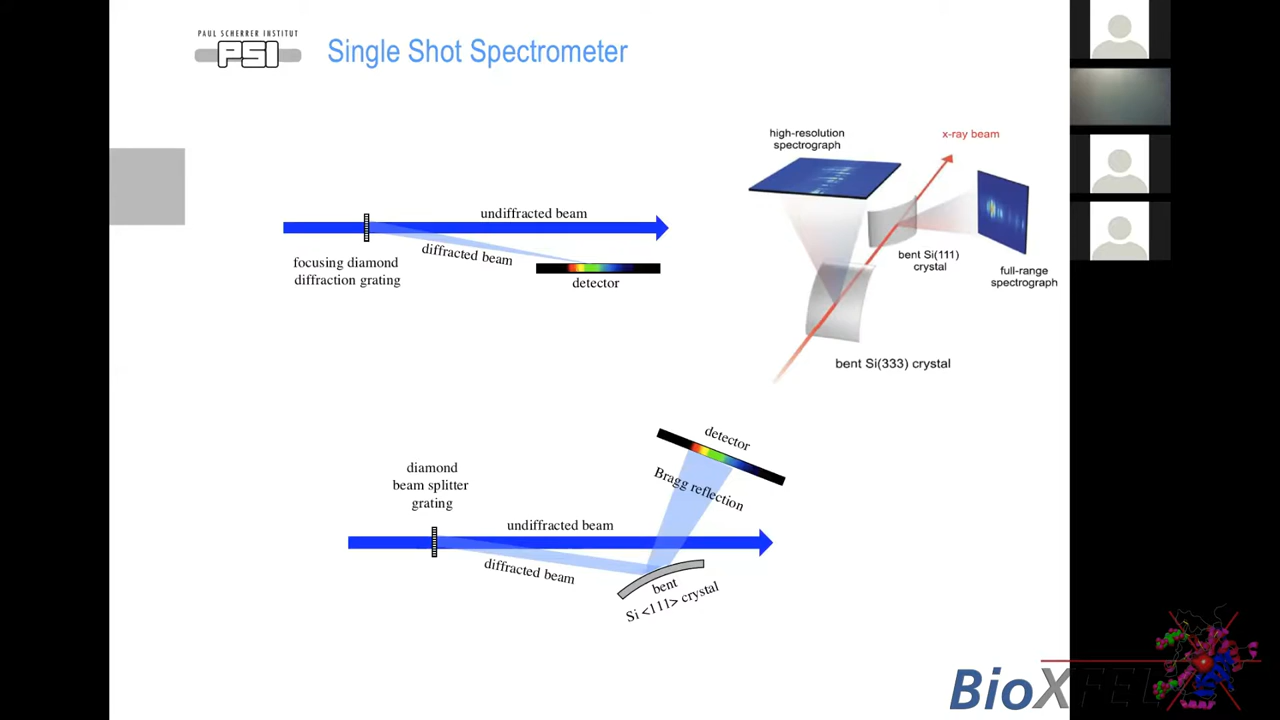 PAUL SCHERRER INSTITUT
PSI
Single Shot Spectrometer
high-resolution
spectrograph
x-ray beam
undiffracted beam
diffracted beam
focusing diamond
diffraction grating
detector
bent Si(111)
crystal
full-range
spectrograph
bent Si(333) crystal
detector
diamond
beam splitter
grating
Bragg reflection
undiffracted beam
diffracted beam
bent
Si <111> crystal
BioXFEL